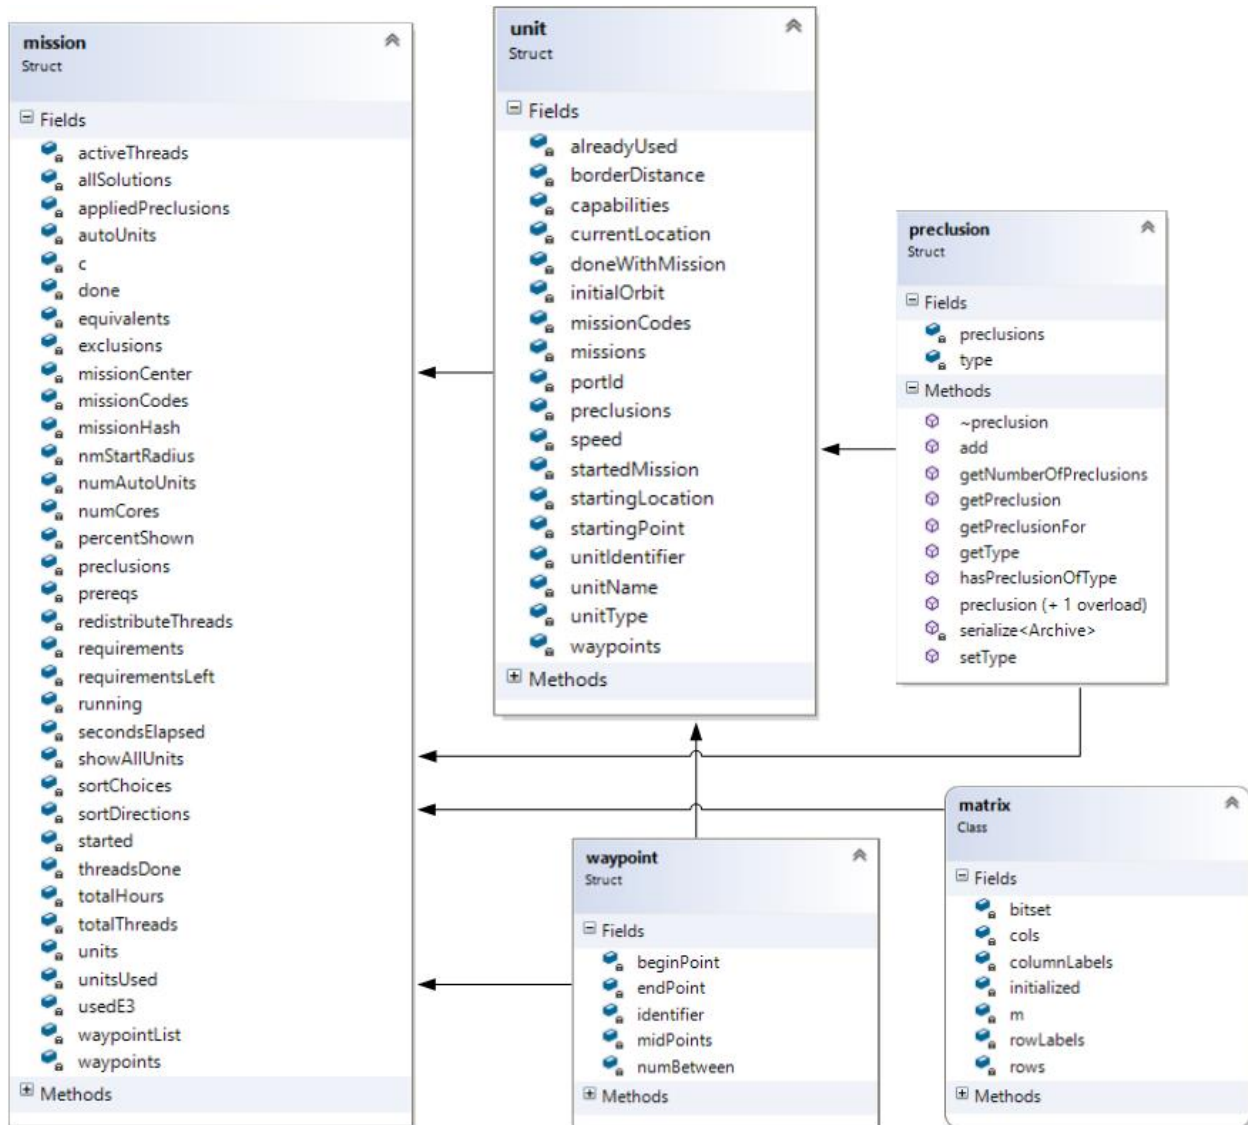 mission
Struct
Fields
activeThreads
allSolutions
appliedPreclusions
autoUnits
c
done
equivalents
exclusions
missionCenter
missionCodes
missionHash
nmStartRadius
numAutoUnits
numCores
percentShown
preclusions
prereqs
redistributeThreads
requirements
requirementsLeft
running
secondsElapsed
showAllUnits
sortChoices
sortDirections
started
threadsDone
totalHours
totalThreads
units
unitsUsed
usedE3
waypointList
waypoints
Methods
unit
Struct
Fields
alreadyUsed
borderDistance
capabilities
currentLocation
doneWithMission
initialOrbit
missionCodes
missions
portId
preclusions
speed
startedMission
startingLocation
startingPoint
unitIdentifier
unitName
unitType
waypoints
Methods
preclusion
Struct
Fields
preclusions
type
Methods
~preclusion
add
getNumberOfPreclusions
getPreclusion
getPreclusionFor
getType
hasPreclusionOfType
preclusion (+ 1 overload)
serialize<Archive>
setType
waypoint
Struct
Fields
beginPoint
endPoint
identifier
midPoints
numBetween
Methods
matrix
Class
Fields
bitset
cols
columnLabels
initialized
m
rowLabels
rows
Methods